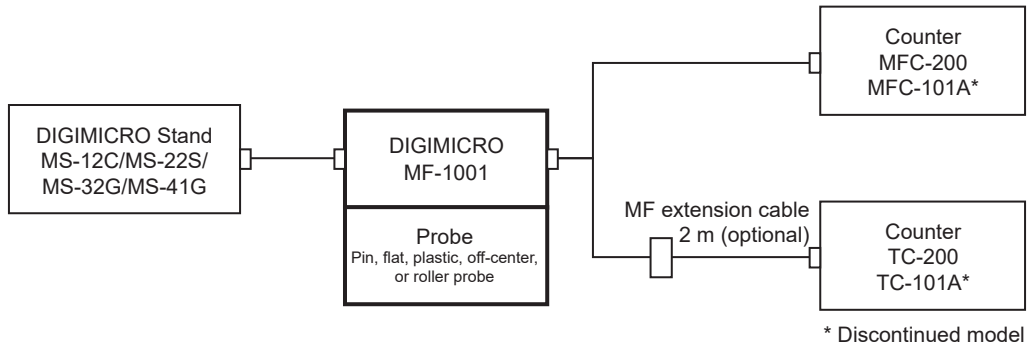 DIGIMICRO Stand
MS-12C/MS-22S/
MS-32G/MS-41G
DIGIMICRO
MF-1001
Probe
Pin, flat, plastic, off-center,
or roller probe
Counter
MFC-200
MFC-101A*
MF extension cable
2 m (optional)
Counter
TC-200
TC-101A*
* Discontinued model